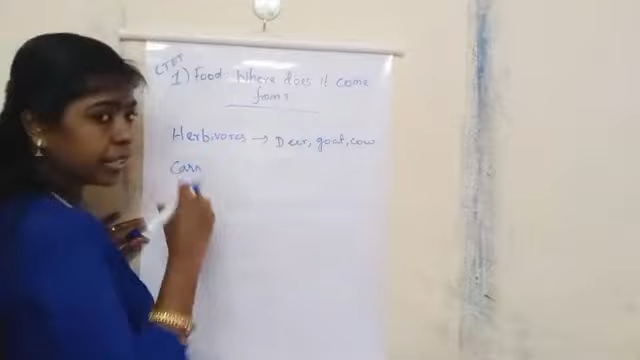 CTET
1) Food: Where does it come
from?
Herbivores → Deer, goat, cow
Carn